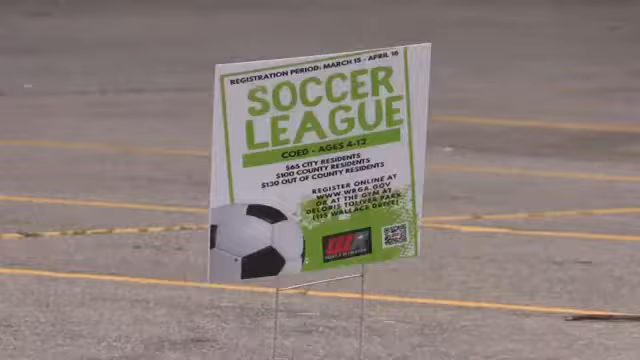 REGISTRATION PERIOD: MARCH 15 - APRIL 16
SOCCER
LEAGUE
COED - AGES 4-12
$65 CITY RESIDENTS
$100 COUNTY RESIDENTS
$130 OUT OF COUNTY RESIDENTS
REGISTER ONLINE AT
WWW.WRGA.GOV
OR AT THE GYM AT
DELORIS TOLIVER PARK
WALLACE DRIVE!